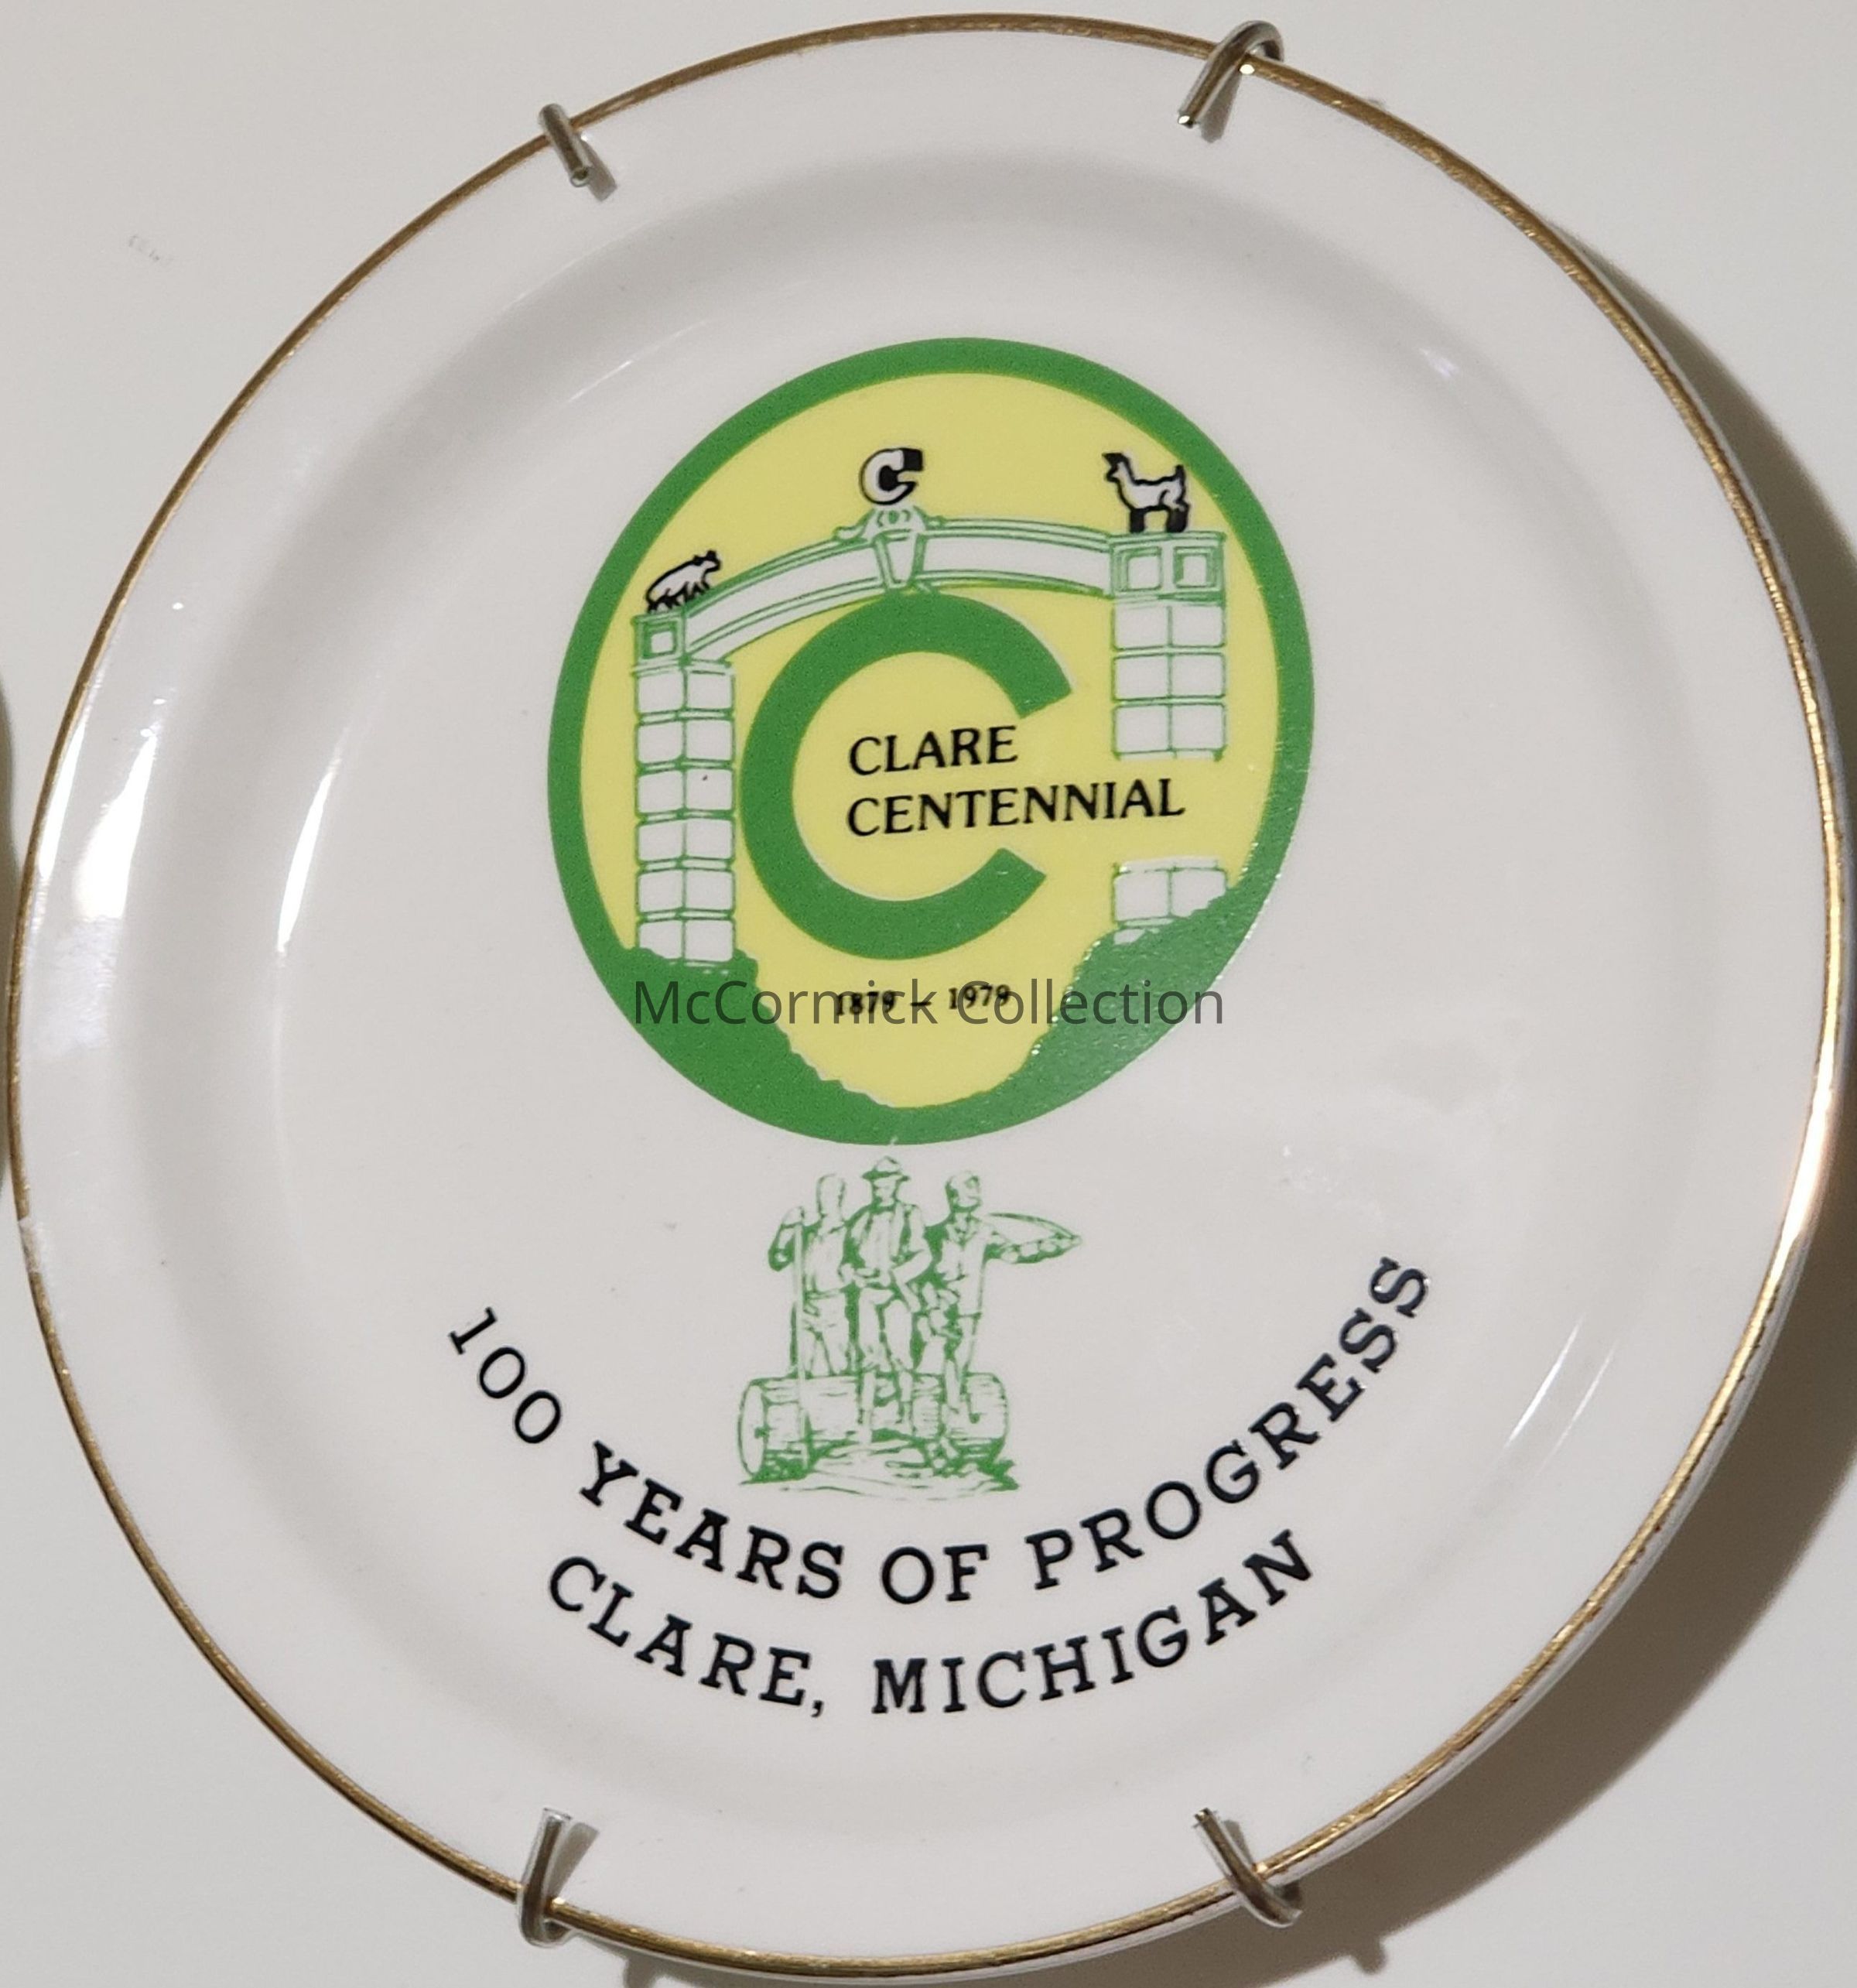 C
CLARE
CENTENNIAL
1879 – 1979
McCormick Collection
100 YEARS OF PROGRESS
CLARE, MICHIGAN